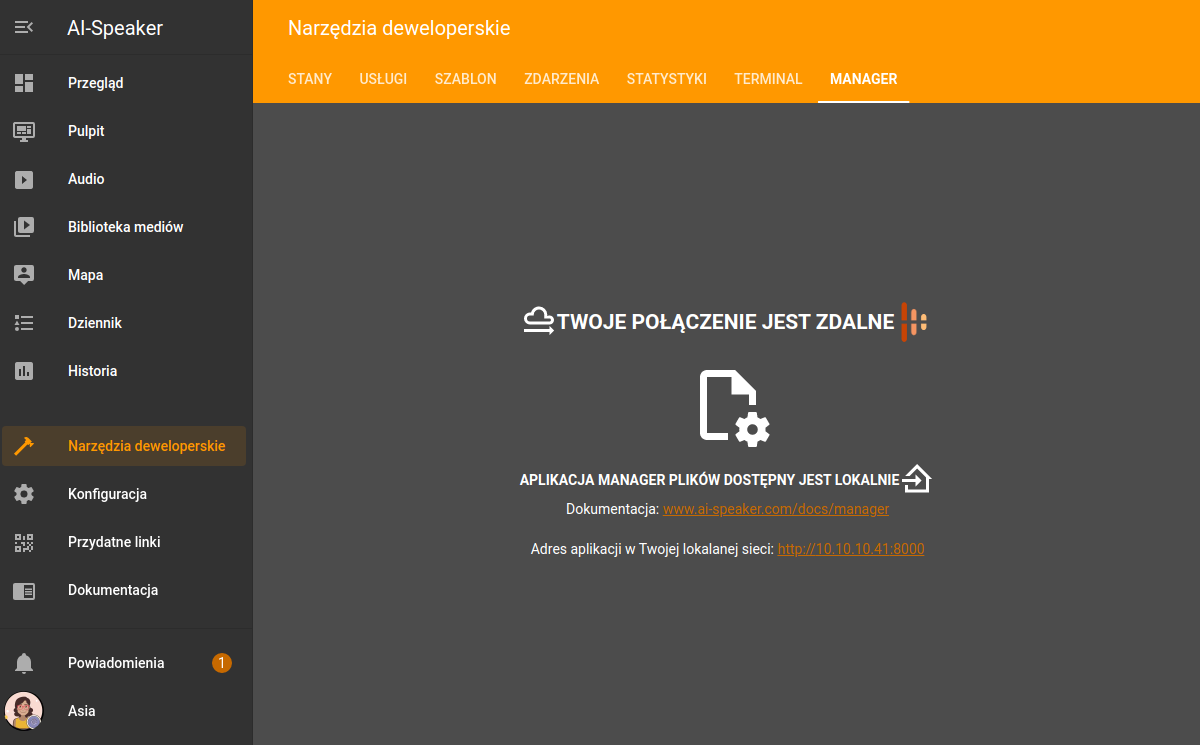 AI-Speaker
Przegląd
Pulpit
Audio
Biblioteka mediów
Mapa
Dziennik
Historia
Narzędzia deweloperskie
Konfiguracja
Przydatne linki
Dokumentacja
Powiadomienia 1
Asia
Narzędzia deweloperskie
STANY USŁUGI SZABLON ZDARZENIA STATYSTYKI TERMINAL MANAGER
TWOJE POŁĄCZENIE JEST ZDALNE
APLIKACJA MANAGER PLIKÓW DOSTĘPNY JEST LOKALNIE
Dokumentacja: www.ai-speaker.com/docs/manager
Adres aplikacji w Twojej lokalanej sieci: http://10.10.10.41:8000